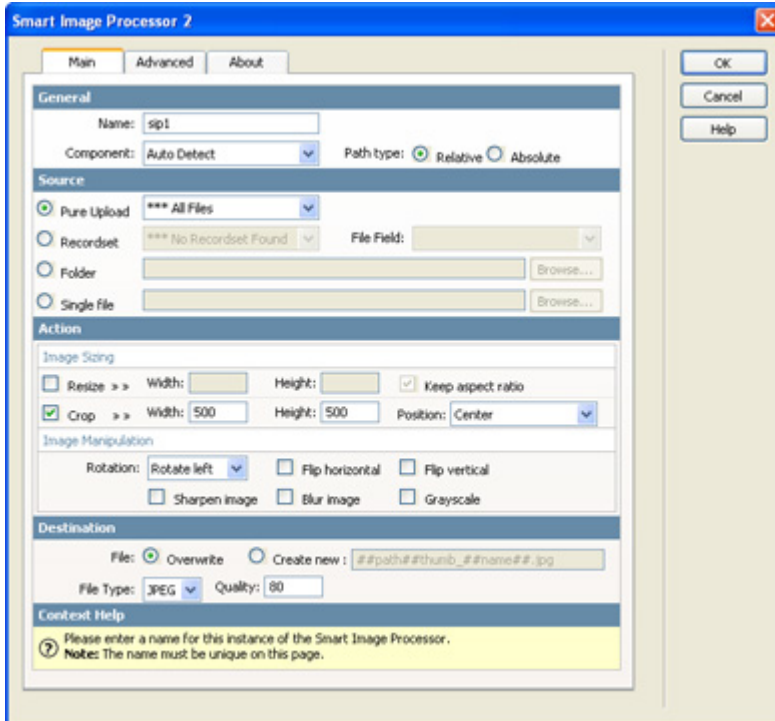 Smart Image Processor 2
Main Advanced About
OK
Cancel
Help
General
Name: sip1
Component: Auto Detect Path type: Relative Absolute
Source
Pure Upload *** All Files
Recordset *** No Recordset Found File Field:
Folder Browse...
Single file Browse...
Action
Image Sizing
Resize » » Width: Height: Keep aspect ratio
Crop » » Width: 500 Height: 500 Position: Center
Image Manipulation
Rotation: Rotate left Flip horizontal Flip vertical
Sharpen image Blur image Grayscale
Destination
File: Overwrite Create new : ##path##thumb_##name##.jpg
File Type: JPEG Quality: 80
Context Help
Please enter a name for this instance of the Smart Image Processor.
Note: The name must be unique on this page.